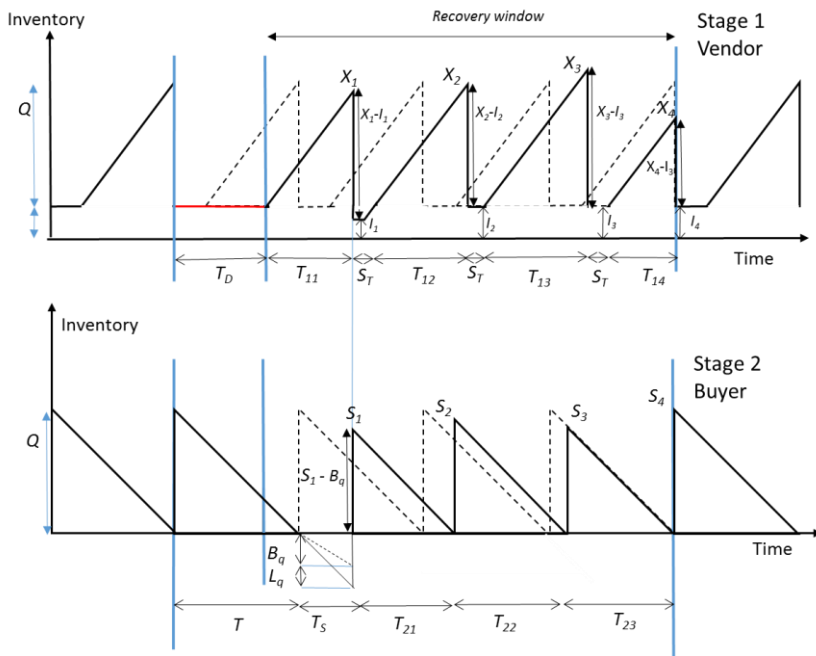 Inventory
Recovery window
Stage 1
Vendor
X1
X2
X3
X4
Q
X1-I1
X2-I2
X3-I3
X4-I3
I1
I2
I3
I4
Time
TD
T11
ST
T12
ST
T13
ST
T14
Inventory
Stage 2
Buyer
S1
S2
S3
S4
Q
S1 - Bq
Bq
Lq
Time
T
TS
T21
T22
T23